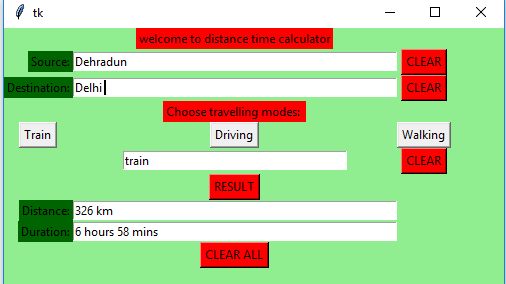 tk
welcome to distance time calculator
Source: Dehradun CLEAR
Destination: Delhi CLEAR
Choose travelling modes:
Train Driving Walking
train CLEAR
RESULT
Distance: 326 km
Duration: 6 hours 58 mins
CLEAR ALL